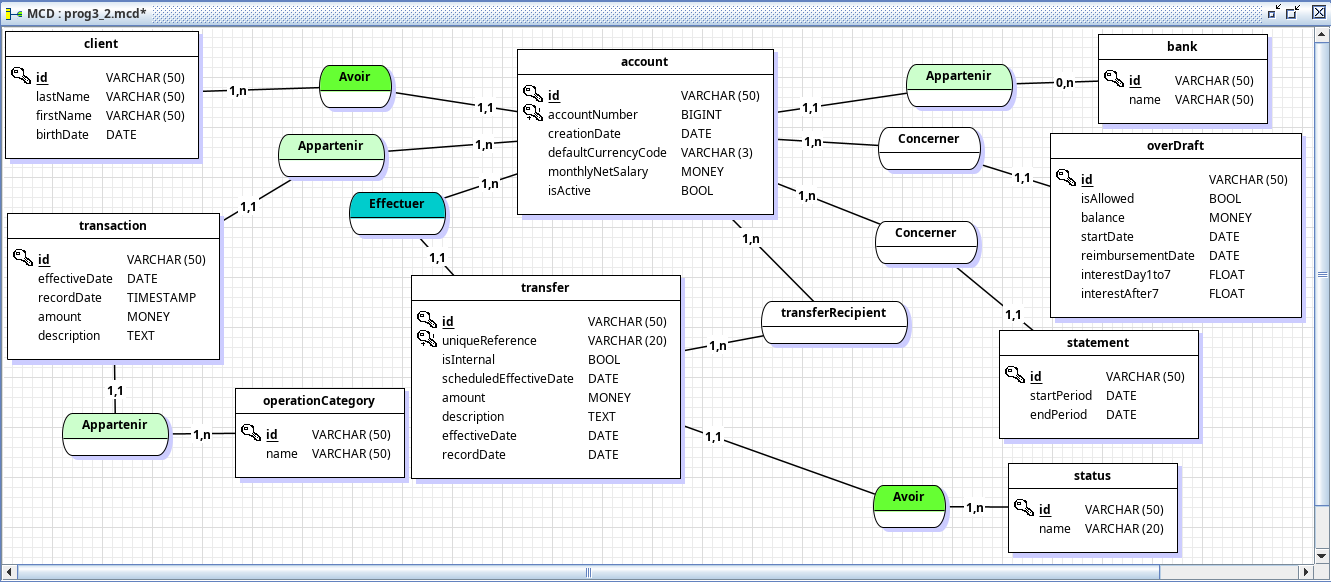 MCD : prog3_2.mcd*
client
id VARCHAR (50)
lastName VARCHAR (50)
firstName VARCHAR (50)
birthDate DATE
1,n
Avoir
1,1
account
id VARCHAR (50)
accountNumber BIGINT
creationDate DATE
defaultCurrencyCode VARCHAR (3)
monthlyNetSalary MONEY
isActive BOOL
1,1
Appartenir
0,n
bank
id VARCHAR (50)
name VARCHAR (50)
1,n
Appartenir
1,1
1,n
Effectuer
1,1
1,n
Concerner
1,1
overDraft
id VARCHAR (50)
isAllowed BOOL
balance MONEY
startDate DATE
reimbursementDate DATE
interestDay1to7 FLOAT
interestAfter7 FLOAT
1,n
Concerner
1,1
transaction
id VARCHAR (50)
effectiveDate DATE
recordDate TIMESTAMP
amount MONEY
description TEXT
1,1
Appartenir
1,n
operationCategory
id VARCHAR (50)
name VARCHAR (50)
transfer
id VARCHAR (50)
uniqueReference VARCHAR (20)
isInternal BOOL
scheduledEffectiveDate DATE
amount MONEY
description TEXT
effectiveDate DATE
recordDate DATE
1,n
transferRecipient
1,n
statement
id VARCHAR (50)
startPeriod DATE
endPeriod DATE
1,1
Avoir
1,n
status
id VARCHAR (50)
name VARCHAR (20)